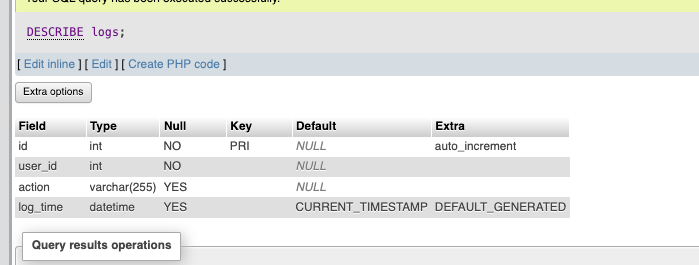 Your SQL query has been executed successfully.
DESCRIBE logs;
[ Edit inline ] [ Edit ] [ Create PHP code ]
Extra options
Field Type Null Key Default Extra
id int NO PRI NULL auto_increment
user_id int NO NULL
action varchar(255) YES NULL
log_time datetime YES CURRENT_TIMESTAMP DEFAULT_GENERATED
Query results operations